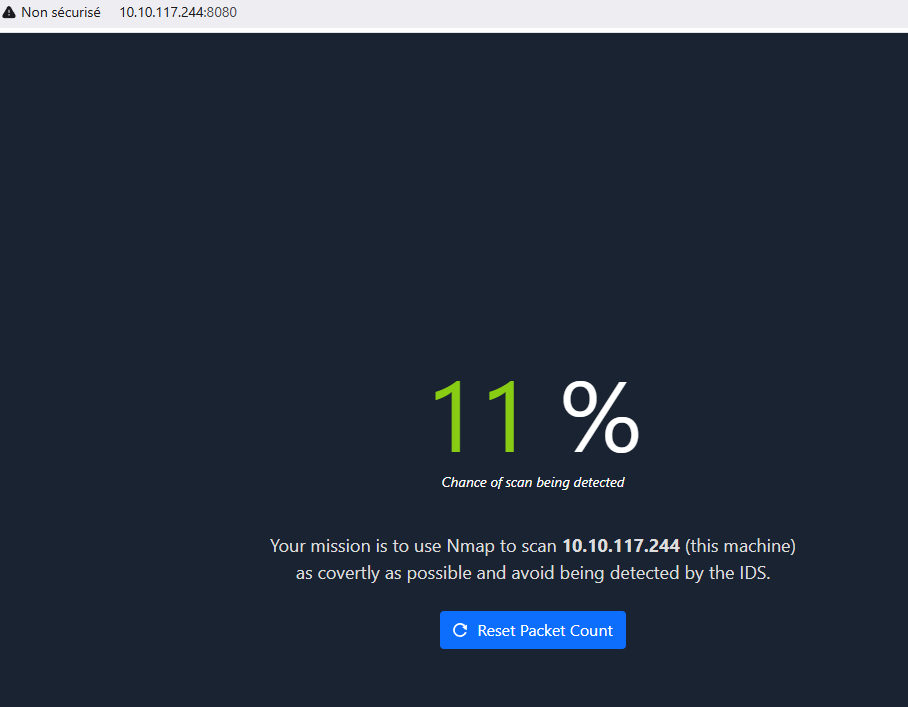 Non sécurisé 10.10.117.244:8080
11 %
Chance of scan being detected
Your mission is to use Nmap to scan 10.10.117.244 (this machine)
as covertly as possible and avoid being detected by the IDS.
Reset Packet Count